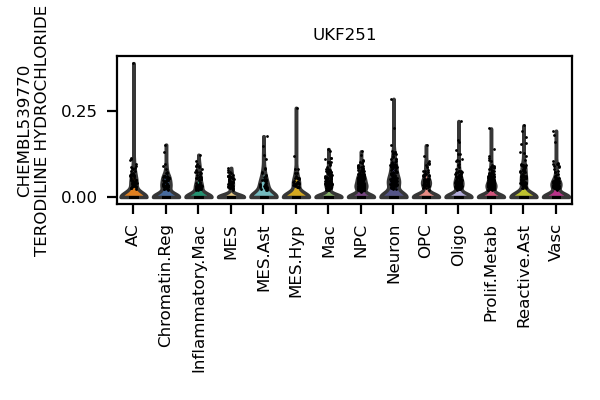 UKF251
CHEMBL539770
TERODILINE HYDROCHLORIDE
0.25
0.00
AC
Chromatin.Reg
Inflammatory.Mac
MES
MES.Ast
MES.Hyp
Mac
NPC
Neuron
OPC
Oligo
Prolif.Metab
Reactive.Ast
Vasc